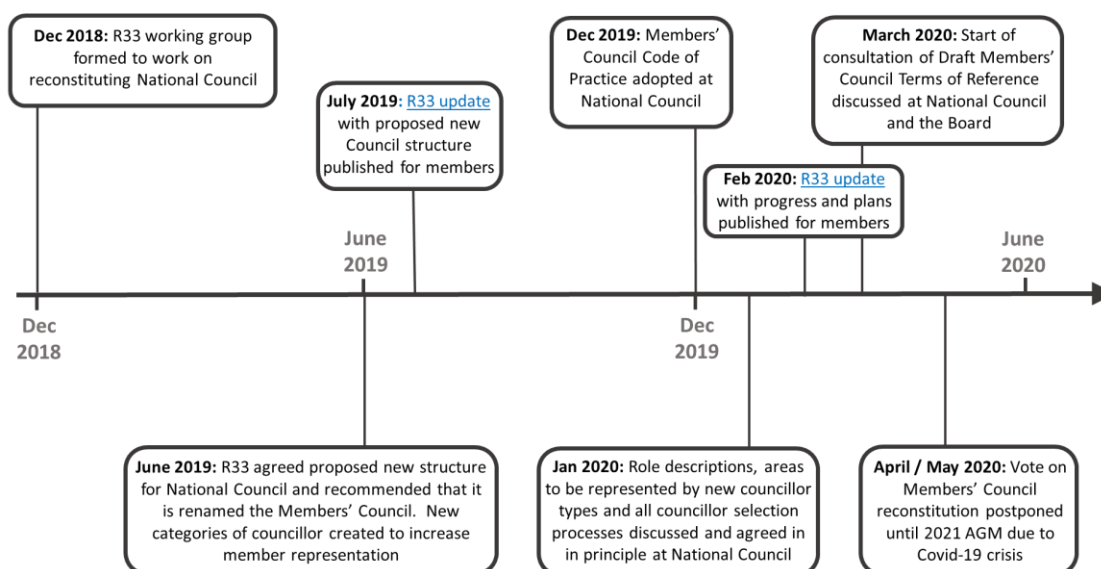 Dec 2018: R33 working group
formed to work on
reconstituting National Council
July 2019: R33 update
with proposed new
Council structure
published for members
Dec 2019: Members’
Council Code of
Practice adopted at
National Council
March 2020: Start of
consultation of Draft Members’
Council Terms of Reference
discussed at National Council
and the Board
Feb 2020: R33 update
with progress and plans
published for members
June
2019
June
2020
Dec
2018
Dec
2019
June 2019: R33 agreed proposed new structure
for National Council and recommended that it
is renamed the Members’ Council.  New
categories of councillor created to increase
member representation
Jan 2020: Role descriptions, areas
to be represented by new councillor
types and all councillor selection
processes discussed and agreed in
in principle at National Council
April / May 2020: Vote on
Members’ Council
reconstitution postponed
until 2021 AGM due to
Covid-19 crisis